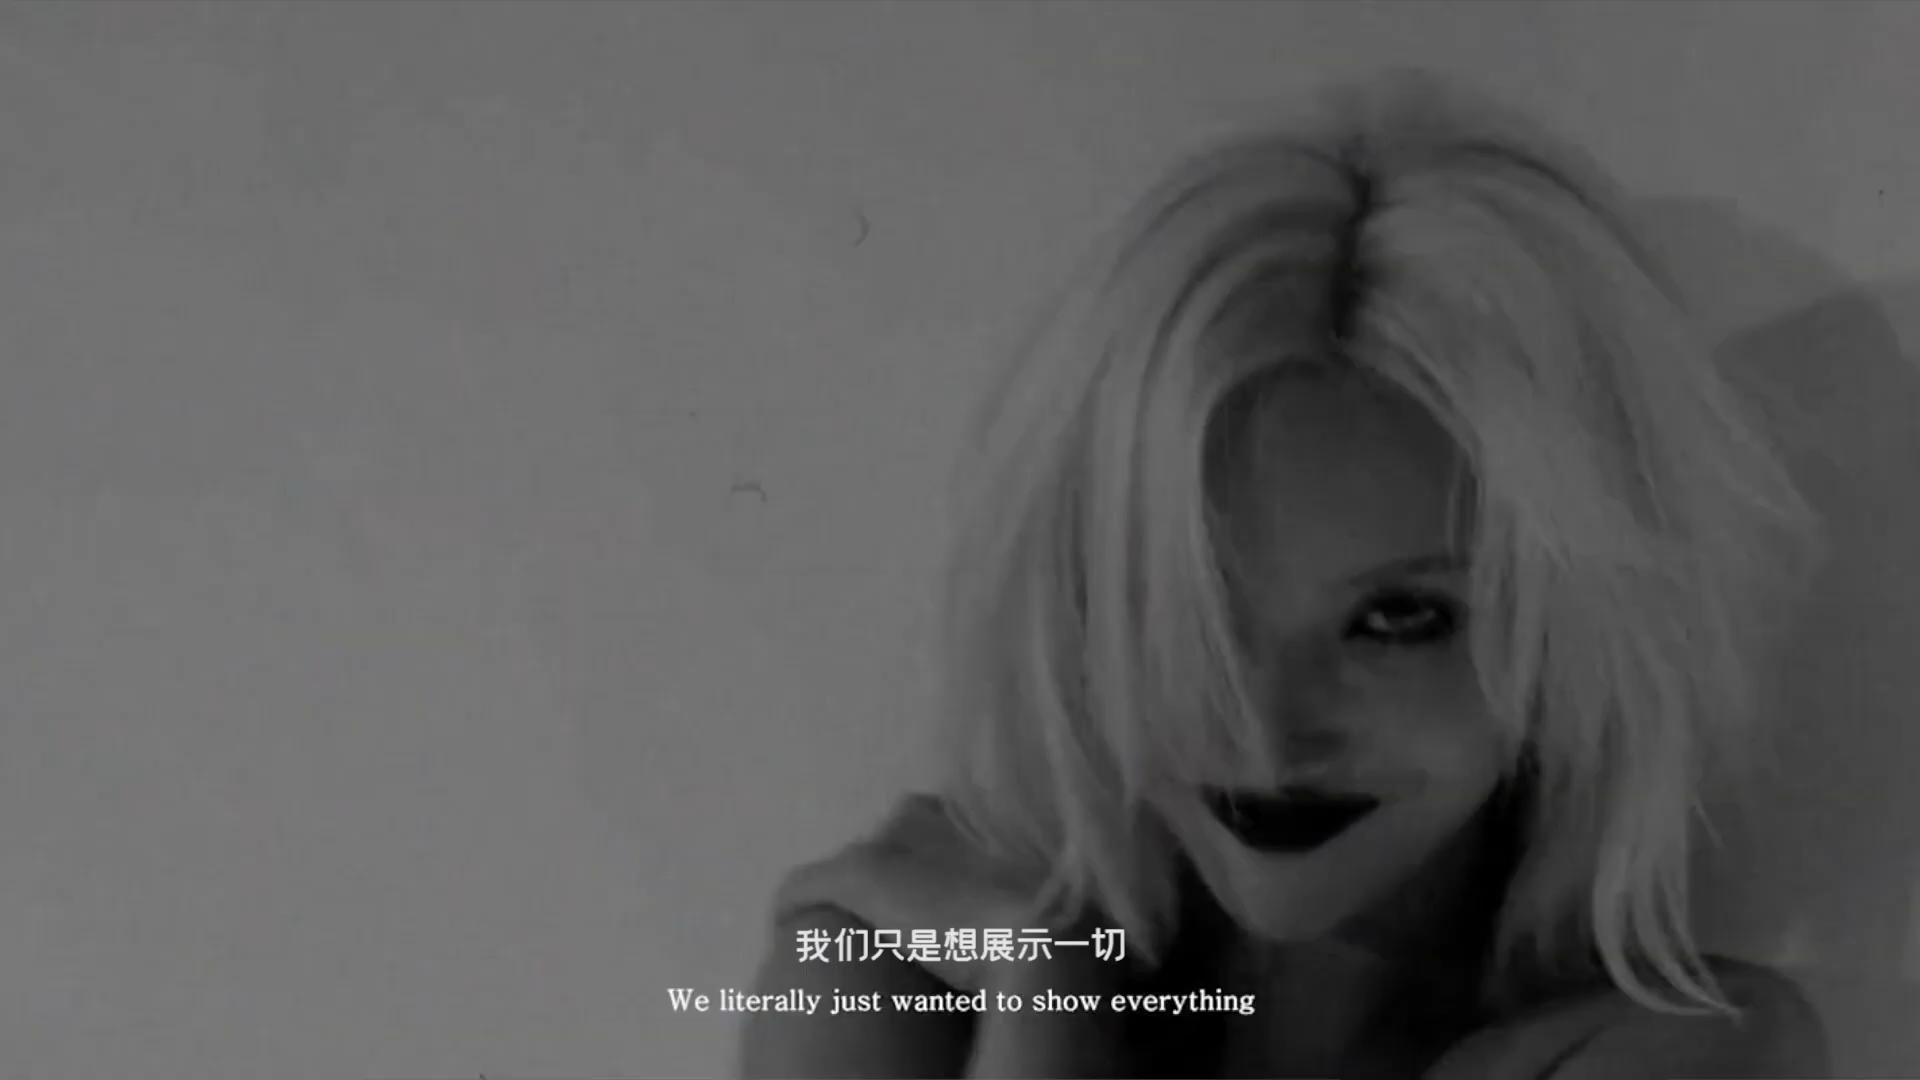 我们只是想展示一切
We literally just wanted to show everything